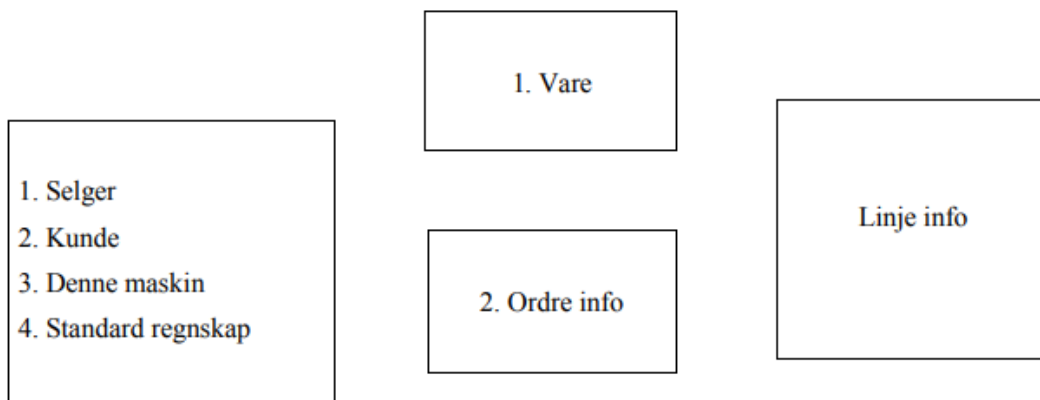 1. Selger
2. Kunde
3. Denne maskin
4. Standard regnskap
1. Vare
2. Ordre info
Linje info